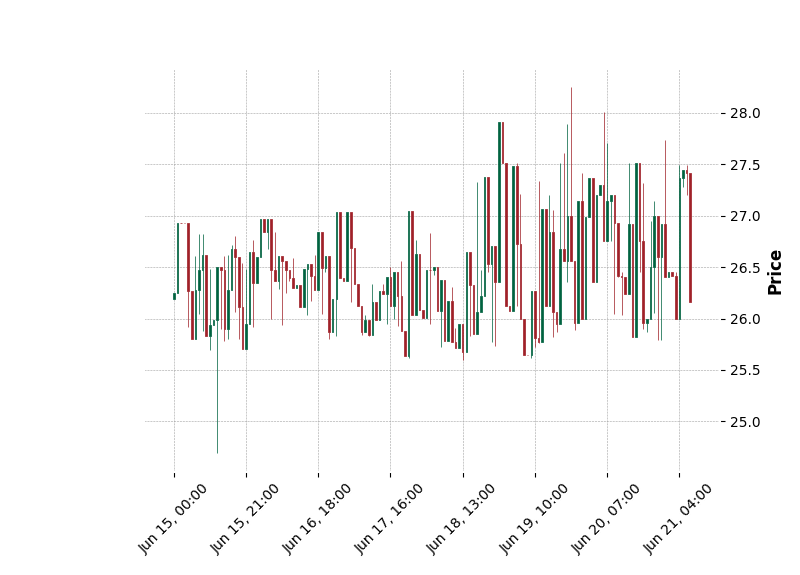 28.0
27.5
27.0
26.5
26.0
25.5
25.0
Price
Jun 15, 00:00
Jun 15, 21:00
Jun 16, 18:00
Jun 17, 16:00
Jun 18, 13:00
Jun 19, 10:00
Jun 20, 07:00
Jun 21, 04:00